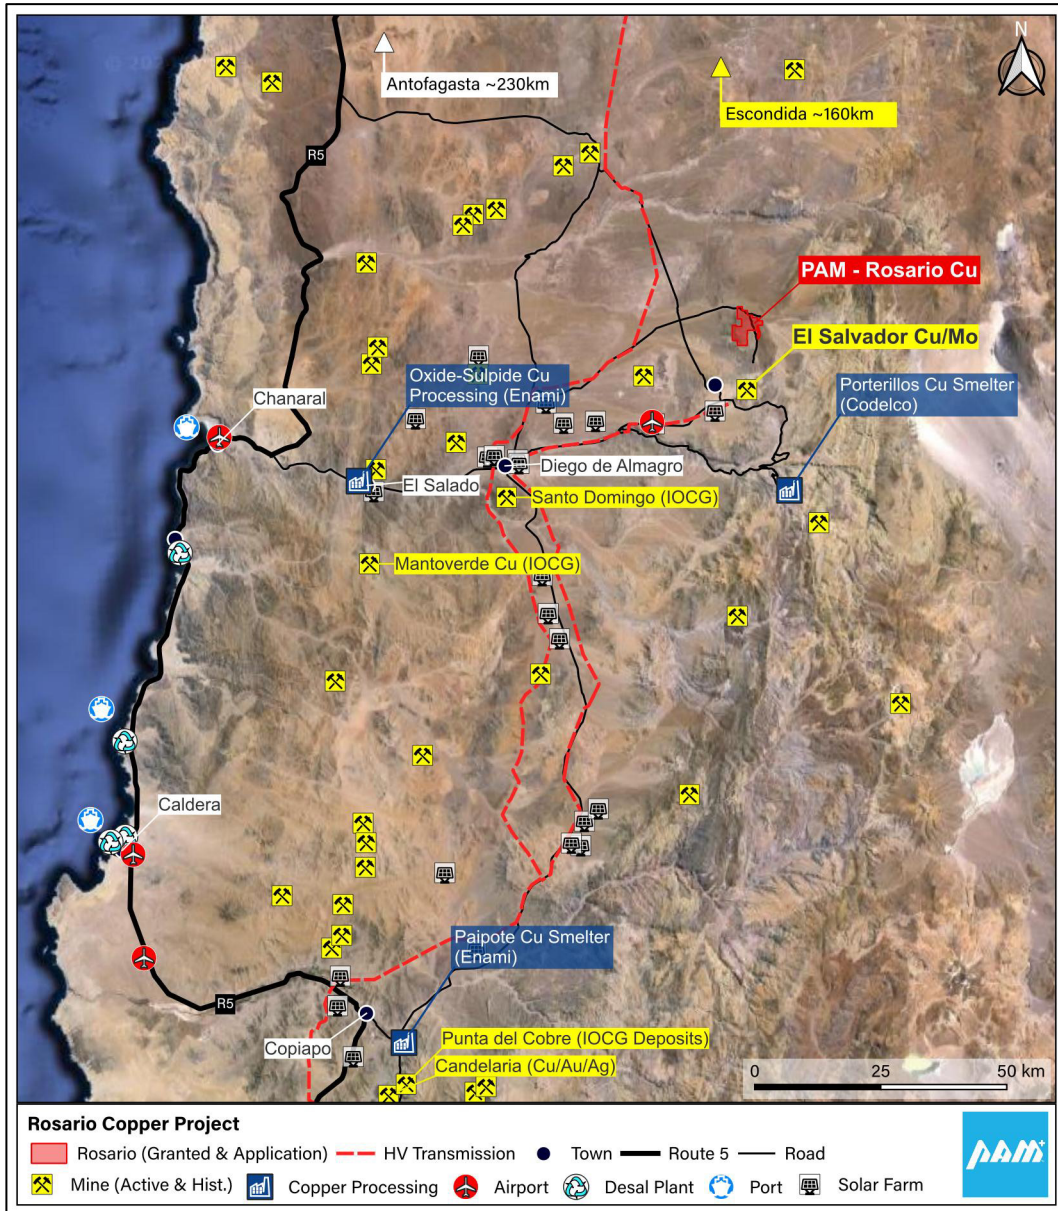 N
Antofagasta ~230km
Escondida ~160km
R5
PAM - Rosario Cu
El Salvador Cu/Mo
Oxide-Sulpide Cu
Processing (Enami)
Porterillos Cu Smelter
(Codelco)
Chanaral
Diego de Almagro
El Salado
Santo Domingo (IOCG)
Mantoverde Cu (IOCG)
Caldera
Paipote Cu Smelter
(Enami)
R5
Copiapo
Punta del Cobre (IOCG Deposits)
Candelaria (Cu/Au/Ag)
0 25 50 km
Rosario Copper Project
Rosario (Granted & Application) HV Transmission Town Route 5 Road
Mine (Active & Hist.) Copper Processing Airport Desal Plant Port Solar Farm
PAM+